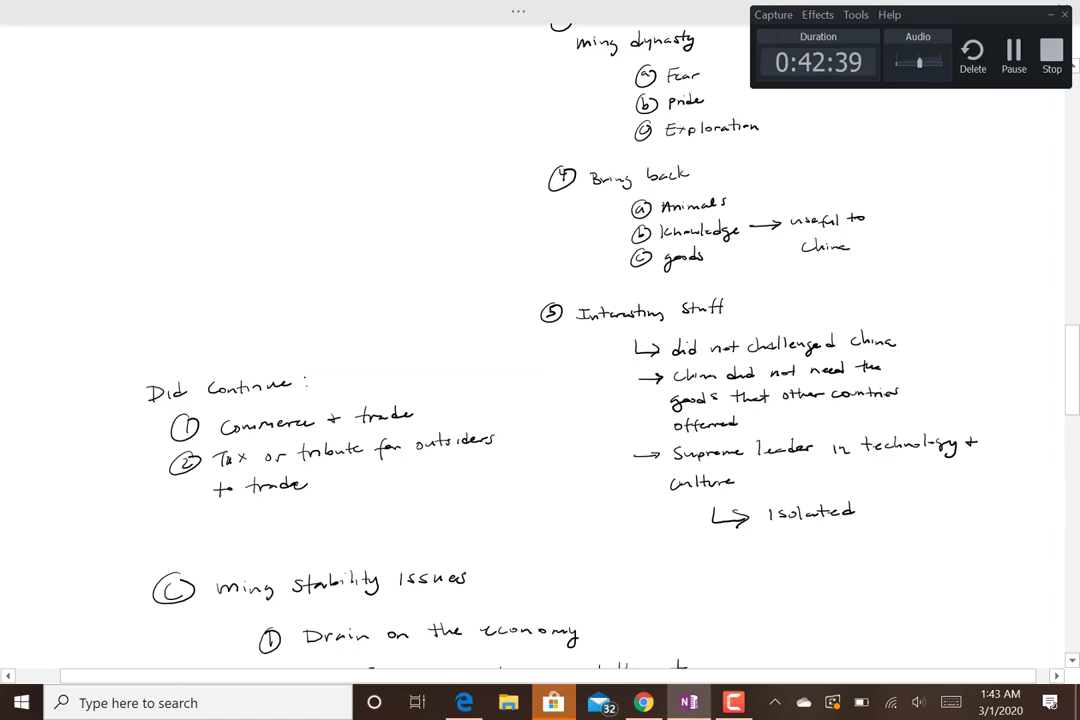 Capture Effects Tools Help
Duration
0:42:39
Audio
Delete Pause Stop
ming dynasty
a Fear
b pride
c Exploration
4 Bring back
a Animals
b knowledge → useful to
China
c goods
5 Interesting stuff
↳ did not challenged China
→ China did not need the
goods that other countries
offerred
→ Supreme leader in technology +
culture
↳ Isolated
Did continue:
1 Commerce + trade
2 Tax or tribute for outsiders
to trade
C ming stability issues
1 Drain on the economy
Type here to search
32
1:43 AM
3/1/2020